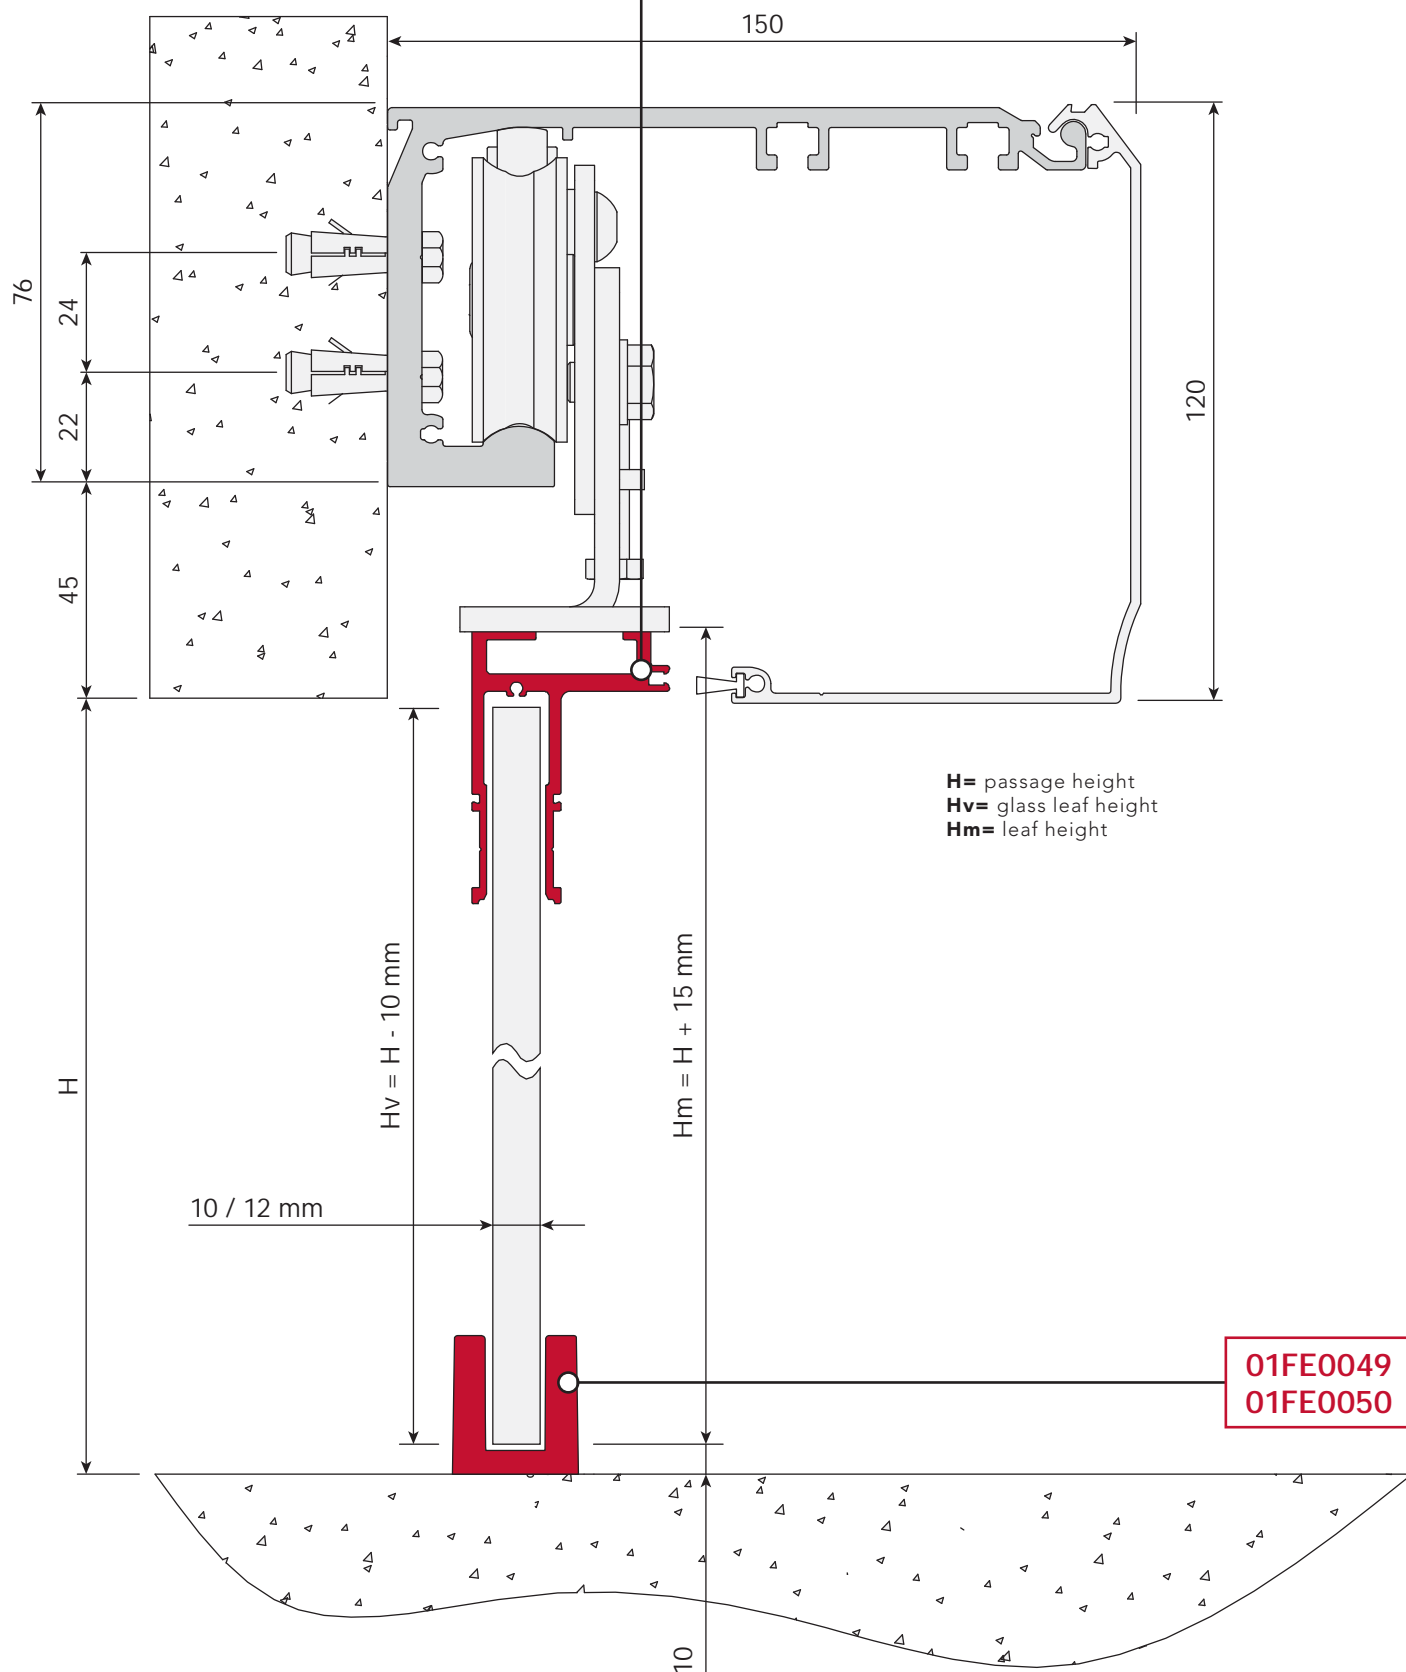 150
76
24
22
45
120
H= passage height
Hv= glass leaf height
Hm= leaf height
Hv = H - 10 mm
Hm = H + 15 mm
H
10 / 12 mm
01FE0049
01FE0050
10